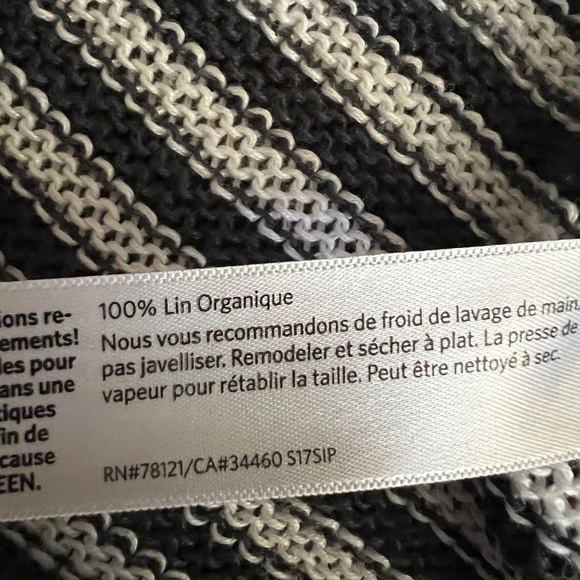 ions re-
ements!
les pour
ans une
tiques
in de
cause
EEN.
100% Lin Organique
Nous vous recommandons de froid de lavage de main.
pas javelliser. Remodeler et sécher à plat. La presse de
vapeur pour rétablir la taille. Peut être nettoyé à sec.
RN#78121/CA#34460 S17SIP